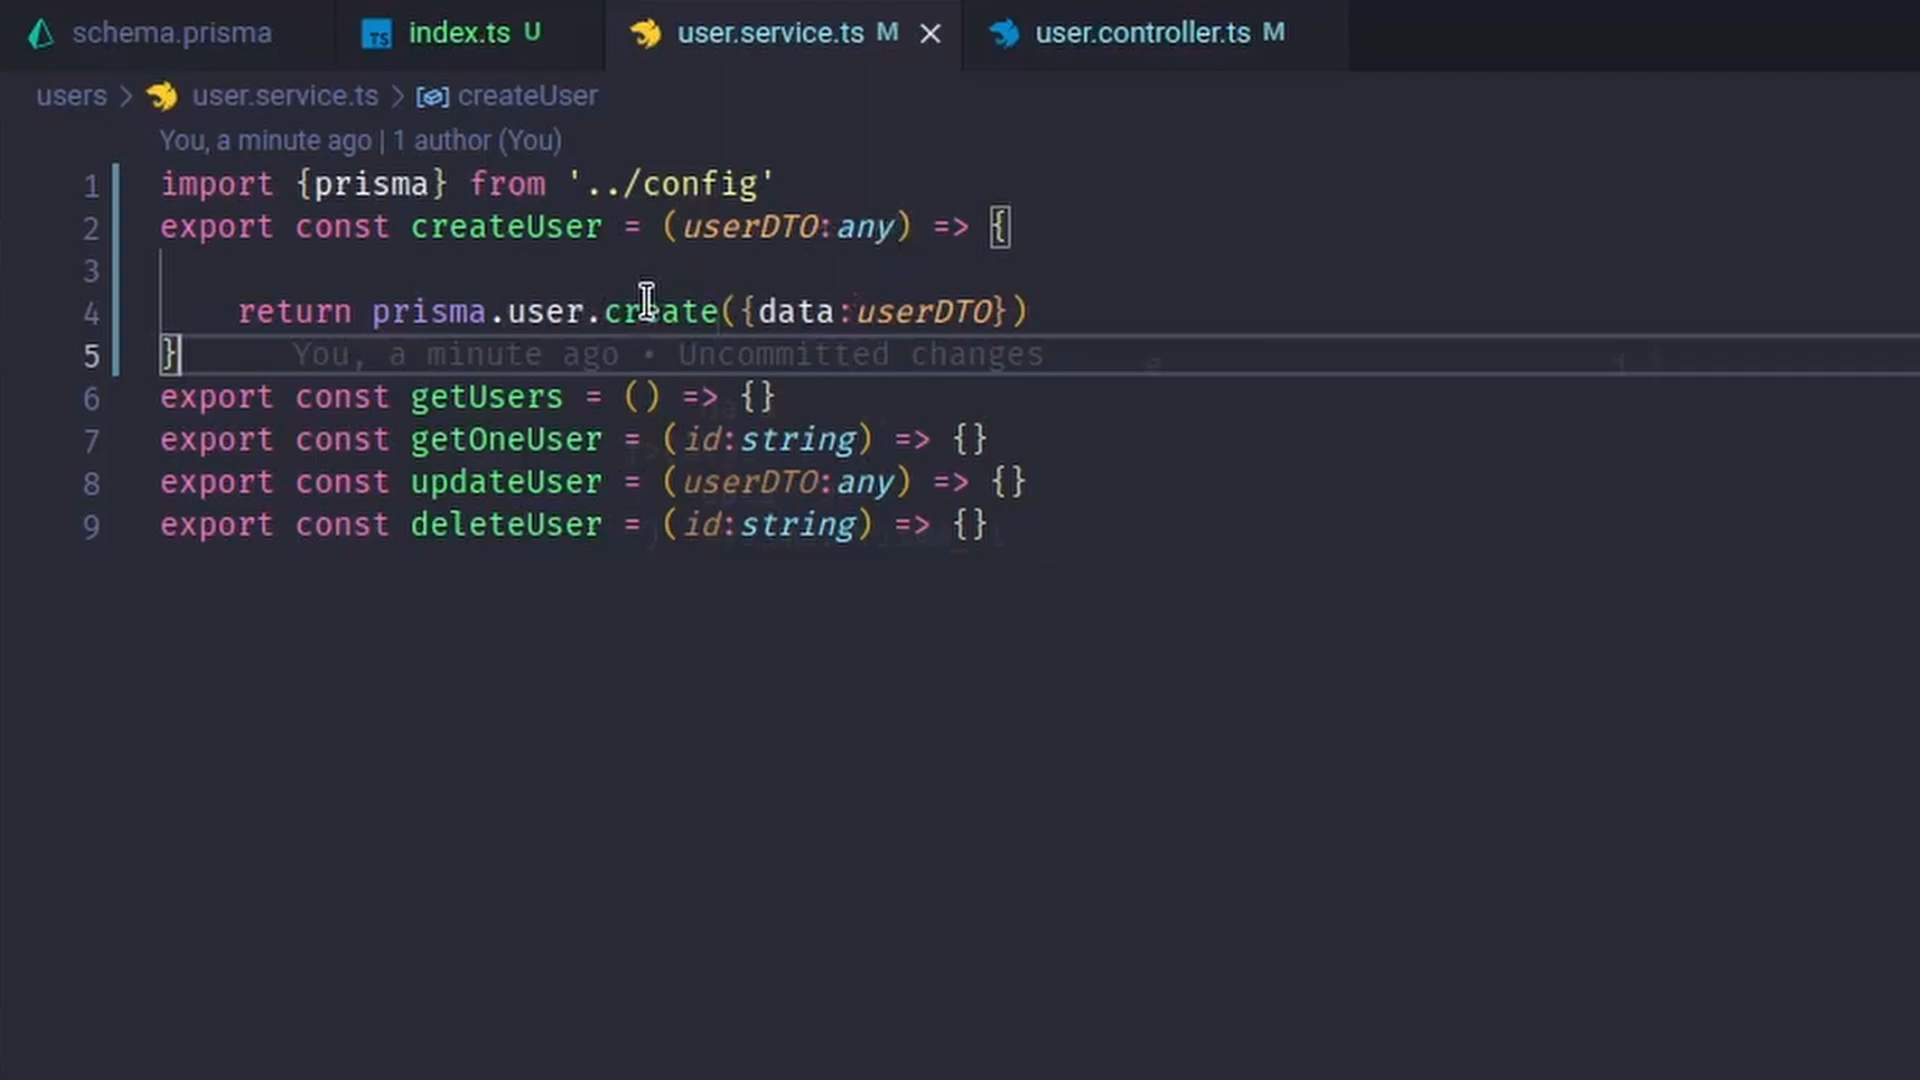 schema.prisma
TS index.ts U
user.service.ts M
user.controller.ts M
users > user.service.ts > createUser
You, a minute ago | 1 author (You)
1 import {prisma} from '../config'
2 export const createUser = (userDTO:any) => {
3
4     return prisma.user.create({data:userDTO})
5 }      You, a minute ago • Uncommitted changes
6 export const getUsers = () => {}
7 export const getOneUser = (id:string) => {}
8 export const updateUser = (userDTO:any) => {}
9 export const deleteUser = (id:string) => {}